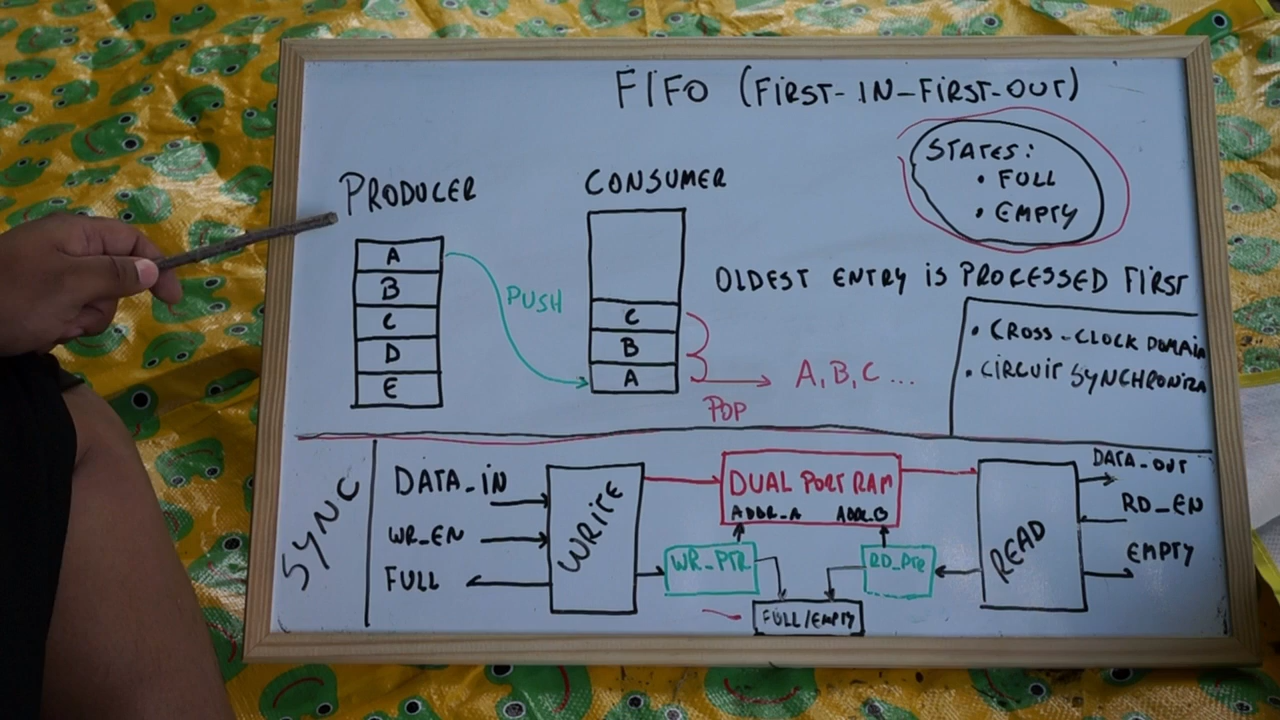 FIFO (FIRST-IN-FIRST-OUT)
STATES:
• FULL
• EMPTY
PRODUCER
A
B
C
D
E
PUSH
CONSUMER
C
B
A
POP
A, B, C ...
OLDEST ENTRY IS PROCESSED FIRST
• CROSS-CLOCK DOMAIN
• CIRCUIT SYNCHRONIZA
SYNC
DATA_IN
WR_EN
FULL
WRITE
DUAL PORT RAM
ADDR_A ADDR_B
WR_PTR
RD_PTR
FULL/EMPTY
READ
DATA_OUT
RD_EN
EMPTY